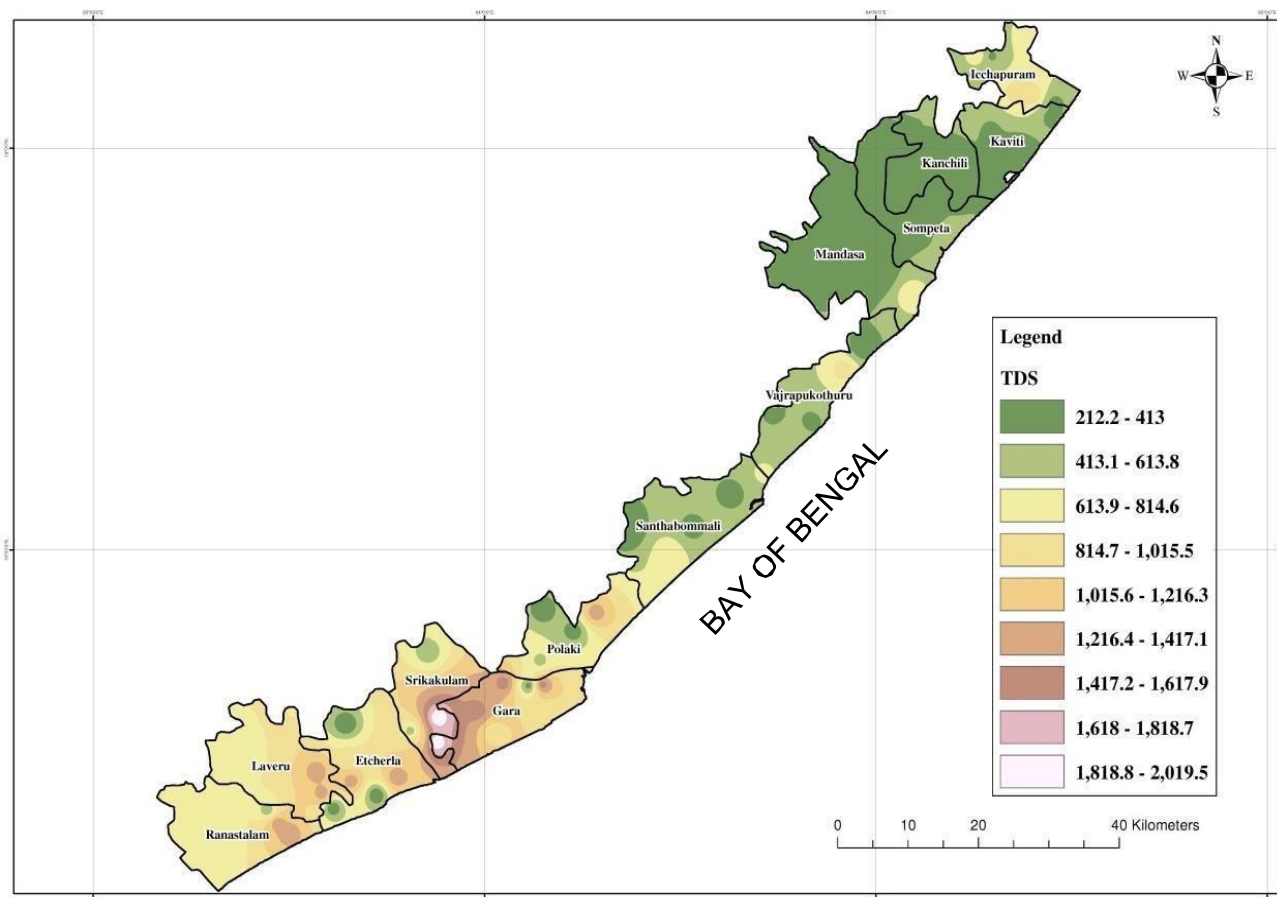 N
W E
S
Icchapuram
Kaviti
Kanchili
Sompeta
Mandasa
Vajrapukothuru
Santhabommali
BAY OF BENGAL
Polaki
Srikakulam
Gara
Etcherla
Laveru
Ranastalam
Legend
TDS
212.2 - 413
413.1 - 613.8
613.9 - 814.6
814.7 - 1,015.5
1,015.6 - 1,216.3
1,216.4 - 1,417.1
1,417.2 - 1,617.9
1,618 - 1,818.7
1,818.8 - 2,019.5
0 10 20 40 Kilometers